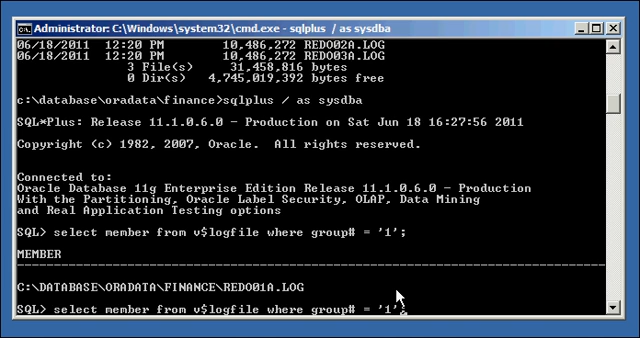 Administrator: C:\Windows\system32\cmd.exe - sqlplus / as sysdba
06/18/2011  12:20 PM        10,486,272 REDO02A.LOG
06/18/2011  12:20 PM        10,486,272 REDO03A.LOG
3 File(s)     31,458,816 bytes
0 Dir(s)   4,745,019,392 bytes free
c:\database\oradata\finance>sqlplus / as sysdba
SQL*Plus: Release 11.1.0.6.0 - Production on Sat Jun 18 16:27:56 2011
Copyright (c) 1982, 2007, Oracle.  All rights reserved.
Connected to:
Oracle Database 11g Enterprise Edition Release 11.1.0.6.0 - Production
With the Partitioning, Oracle Label Security, OLAP, Data Mining
and Real Application Testing options
SQL> select member from v$logfile where group# = '1';
MEMBER
--------------------------------------------------------------------------------
C:\DATABASE\ORADATA\FINANCE\REDO01A.LOG
SQL> select member from v$logfile where group# = '1';